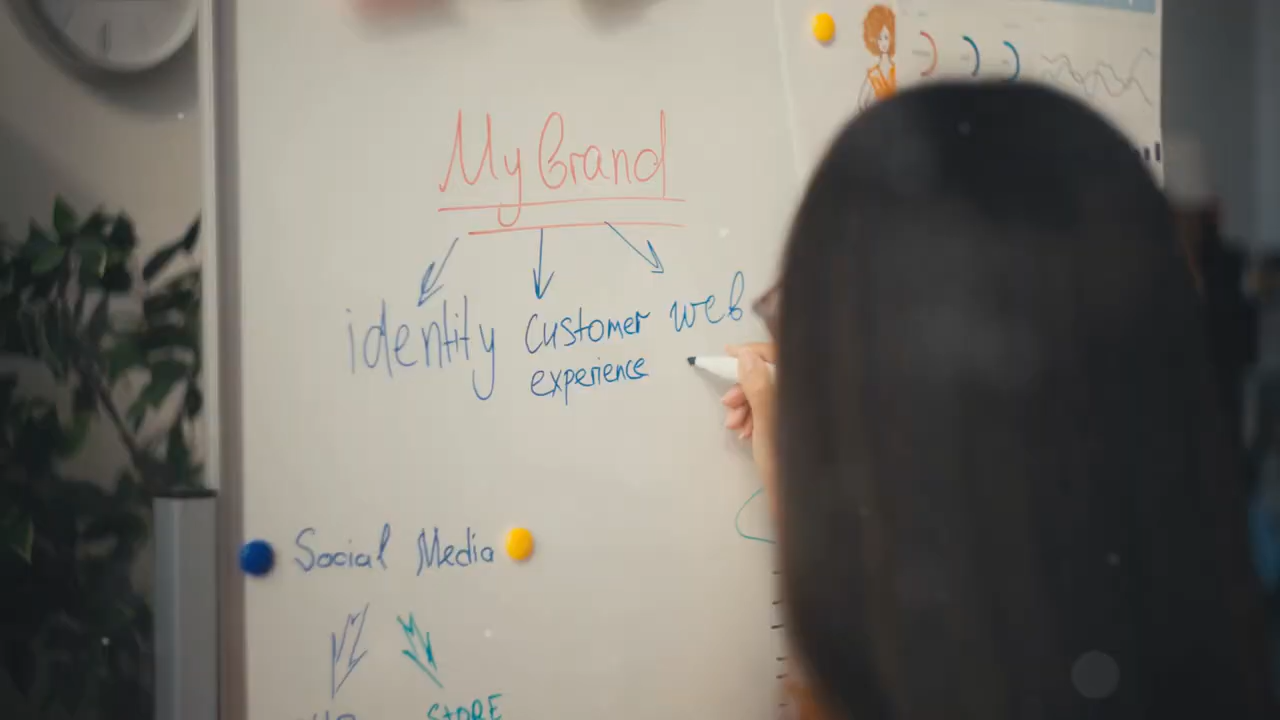 My Brand
identity customer web
experience
Social Media
STORE